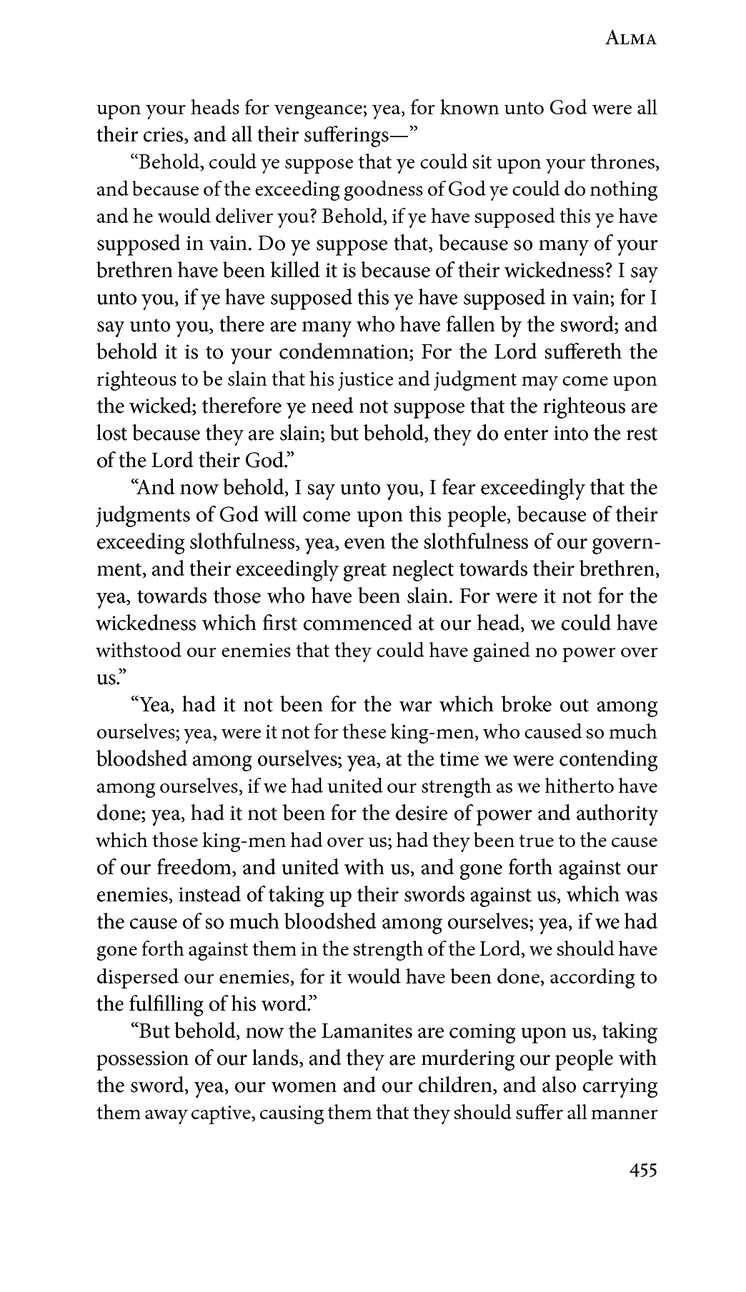 Alma
upon your heads for vengeance; yea, for known unto God were all
their cries, and all their sufferings—”
“Behold, could ye suppose that ye could sit upon your thrones,
and because of the exceeding goodness of God ye could do nothing
and he would deliver you? Behold, if ye have supposed this ye have
supposed in vain. Do ye suppose that, because so many of your
brethren have been killed it is because of their wickedness? I say
unto you, if ye have supposed this ye have supposed in vain; for I
say unto you, there are many who have fallen by the sword; and
behold it is to your condemnation; For the Lord suffereth the
righteous to be slain that his justice and judgment may come upon
the wicked; therefore ye need not suppose that the righteous are
lost because they are slain; but behold, they do enter into the rest
of the Lord their God.”
“And now behold, I say unto you, I fear exceedingly that the
judgments of God will come upon this people, because of their
exceeding slothfulness, yea, even the slothfulness of our govern-
ment, and their exceedingly great neglect towards their brethren,
yea, towards those who have been slain. For were it not for the
wickedness which first commenced at our head, we could have
withstood our enemies that they could have gained no power over
us.”
“Yea, had it not been for the war which broke out among
ourselves; yea, were it not for these king-men, who caused so much
bloodshed among ourselves; yea, at the time we were contending
among ourselves, if we had united our strength as we hitherto have
done; yea, had it not been for the desire of power and authority
which those king-men had over us; had they been true to the cause
of our freedom, and united with us, and gone forth against our
enemies, instead of taking up their swords against us, which was
the cause of so much bloodshed among ourselves; yea, if we had
gone forth against them in the strength of the Lord, we should have
dispersed our enemies, for it would have been done, according to
the fulfilling of his word.”
“But behold, now the Lamanites are coming upon us, taking
possession of our lands, and they are murdering our people with
the sword, yea, our women and our children, and also carrying
them away captive, causing them that they should suffer all manner
455